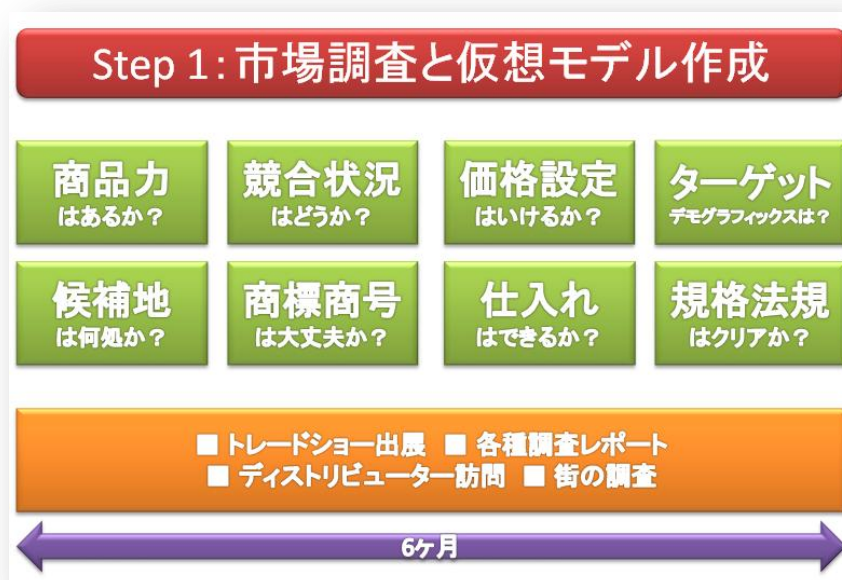 Step 1：市場調査と仮想モデル作成
商品力
はあるか？
競合状況
はどうか？
価格設定
はいけるか？
ターゲット
デモグラフィックスは？
候補地
は何処か？
商標商号
は大丈夫か？
仕入れ
はできるか？
規格法規
はクリアか？
■ トレードショー出展 ■ 各種調査レポート
■ ディストリビューター訪問 ■ 街の調査
6ヶ月